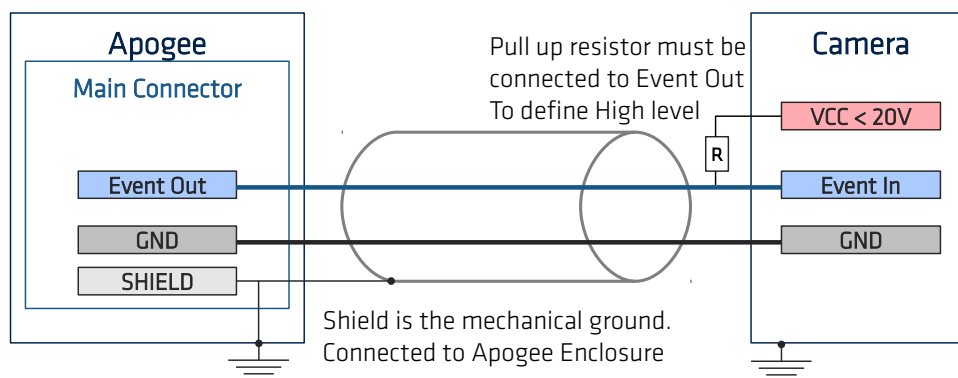 Apogee
Main Connector
Event Out
GND
SHIELD
Pull up resistor must be
connected to Event Out
To define High level
R
Shield is the mechanical ground.
Connected to Apogee Enclosure
Camera
VCC < 20V
Event In
GND